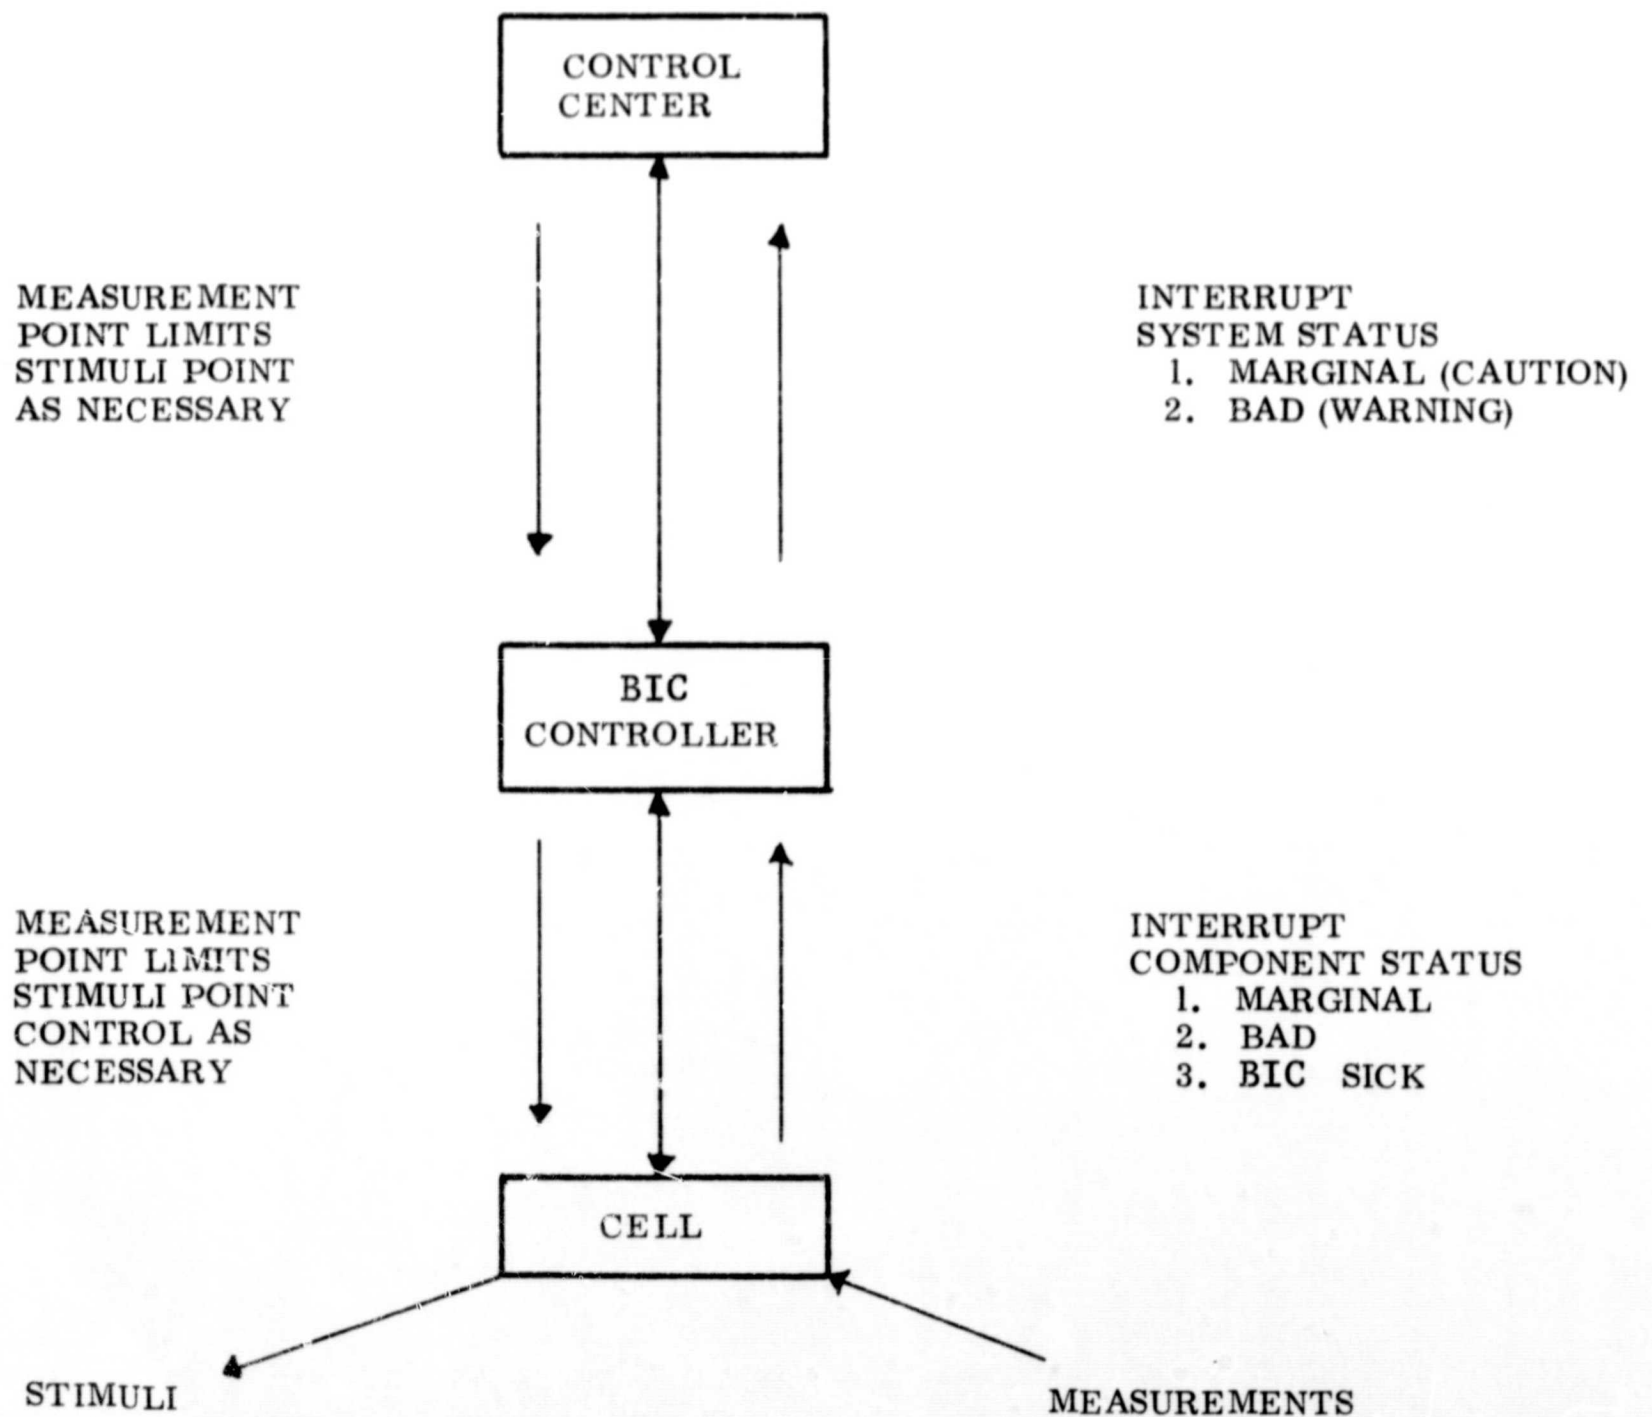 CONTROL
CENTER
MEASUREMENT
POINT LIMITS
STIMULI POINT
AS NECESSARY
INTERRUPT
SYSTEM STATUS
1. MARGINAL (CAUTION)
2. BAD (WARNING)
BIC
CONTROLLER
MEASUREMENT
POINT LIMITS
STIMULI POINT
CONTROL AS
NECESSARY
INTERRUPT
COMPONENT STATUS
1. MARGINAL
2. BAD
3. BIC SICK
CELL
STIMULI
MEASUREMENTS